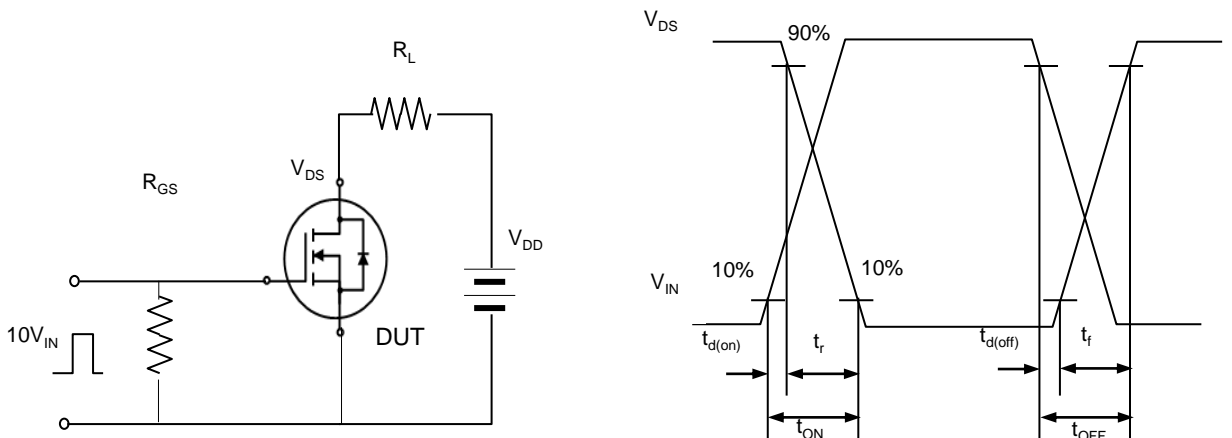 R_L
V_DS
R_GS
V_DD
10V_IN
DUT
V_DS
90%
10%
10%
V_IN
t_d(on)
t_r
t_d(off)
t_f
t_ON
t_OFF